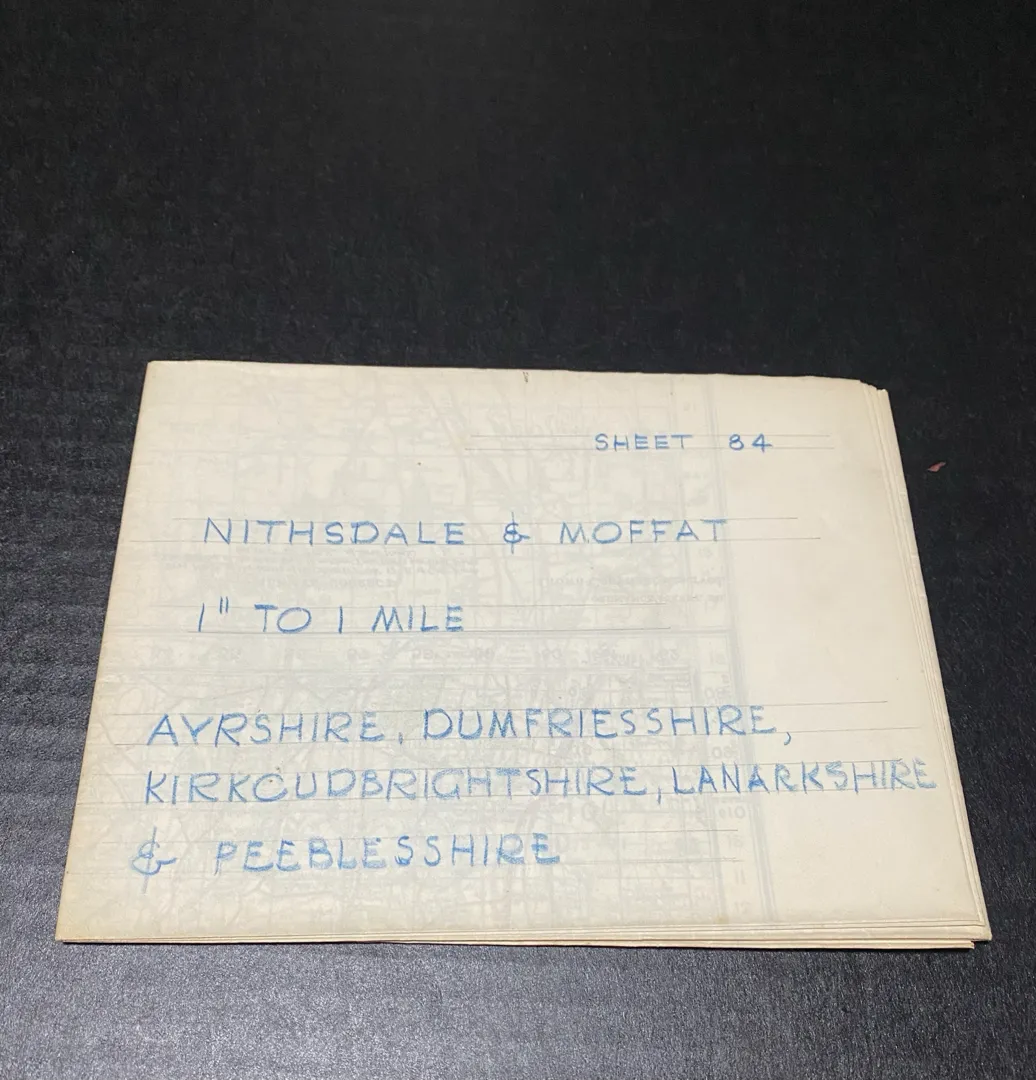 SHEET 84
NITHSDALE & MOFFAT
1" TO 1 MILE
AYRSHIRE, DUMFRIESSHIRE,
KIRKCUDBRIGHTSHIRE, LANARKSHIRE
& PEEBLESSHIRE